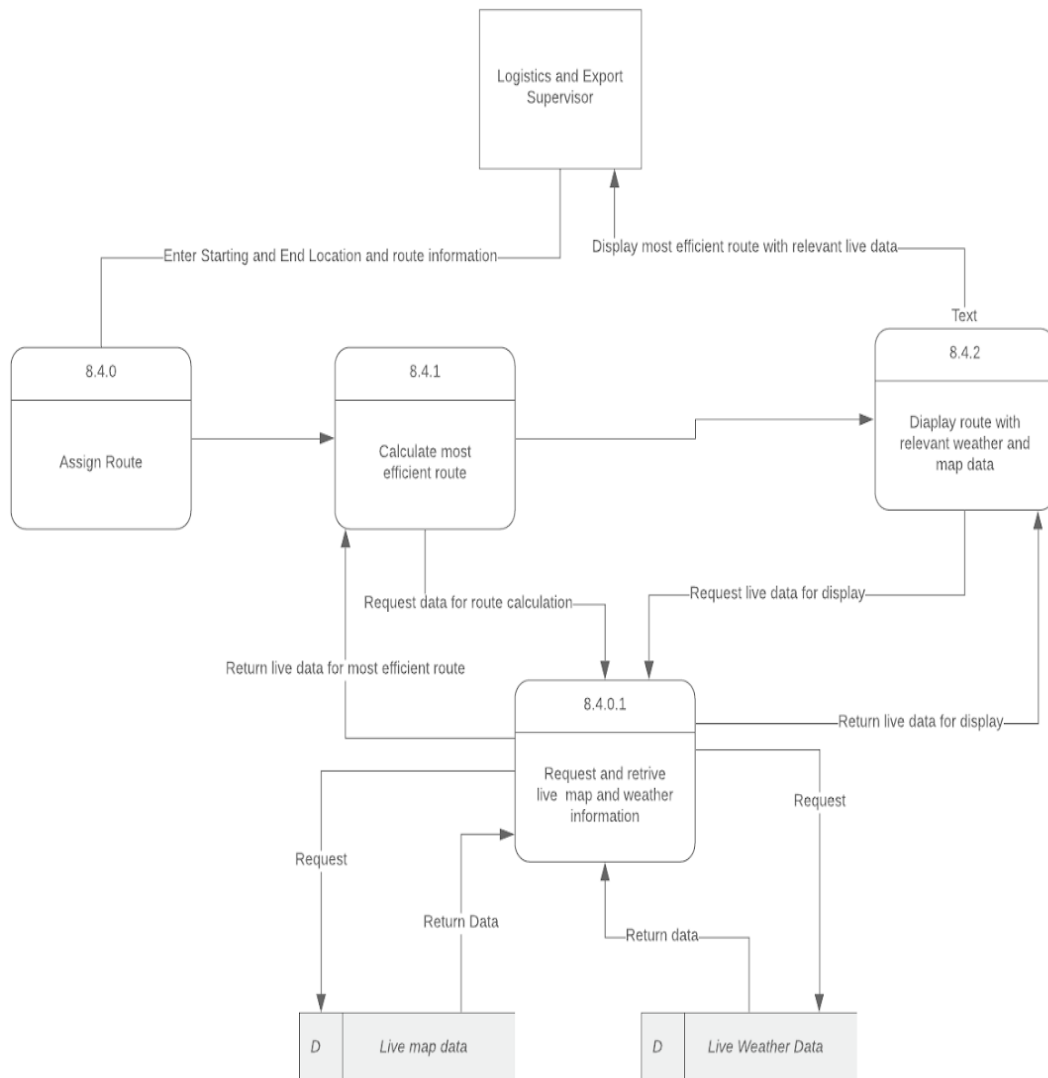 Logistics and Export
Supervisor
Enter Starting and End Location and route information
Display most efficient route with relevant live data
Text
8.4.0
Assign Route
8.4.1
Calculate most
efficient route
8.4.2
Diaplay route with
relevant weather and
map data
Request data for route calculation
Request live data for display
Return live data for most efficient route
8.4.0.1
Request and retrive
live map and weather
information
Return live data for display
Request
Request
Return Data
Return data
D
Live map data
D
Live Weather Data